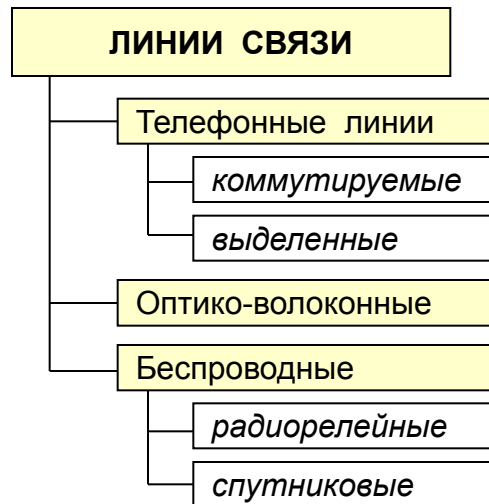 ЛИНИИ СВЯЗИ
Телефонные линии
коммутируемые
выделенные
Оптико-волоконные
Беспроводные
радиорелейные
спутниковые